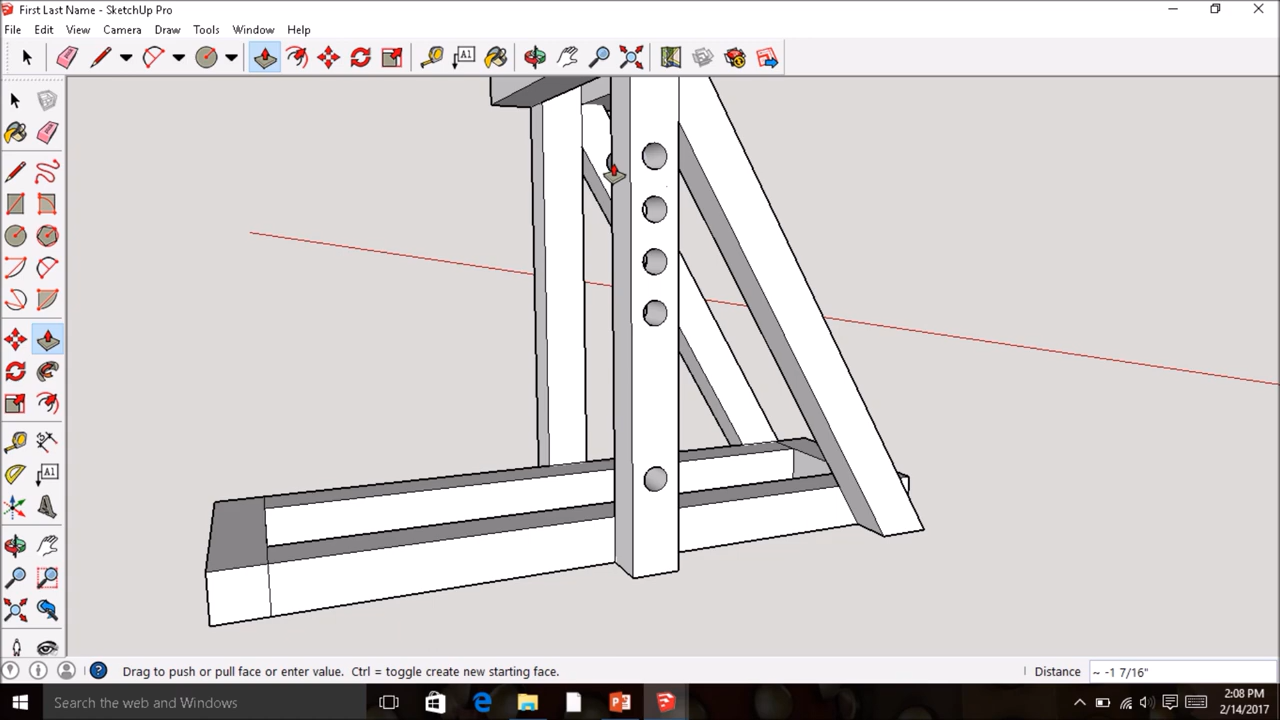 First Last Name - SketchUp Pro
File Edit View Camera Draw Tools Window Help
A1
A1
Drag to push or pull face or enter value. Ctrl = toggle create new starting face. Distance ~ -1 7/16"
Search the web and Windows
2:08 PM
2/14/2017